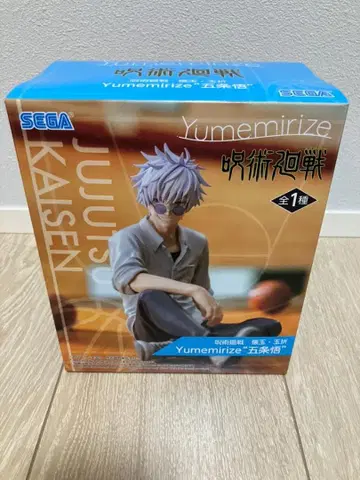 呪術廻戦
Yumemirize "五条悟"
SEGA
Yumemirize
呪術廻戦
全1種
JUJUTSU
KAISEN
呪術廻戦 懐玉・玉折
Yumemirize"五条悟"